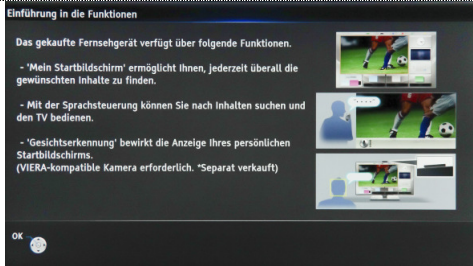 Einführung in die Funktionen
Das gekaufte Fernsehgerät verfügt über folgende Funktionen.
- 'Mein Startbildschirm' ermöglicht Ihnen, jederzeit überall die
gewünschten Inhalte zu finden.
- Mit der Sprachsteuerung können Sie nach Inhalten suchen und
den TV bedienen.
- 'Gesichtserkennung' bewirkt die Anzeige Ihres persönlichen
Startbildschirms.
(VIERA-kompatible Kamera erforderlich. *Separat verkauft)
OK